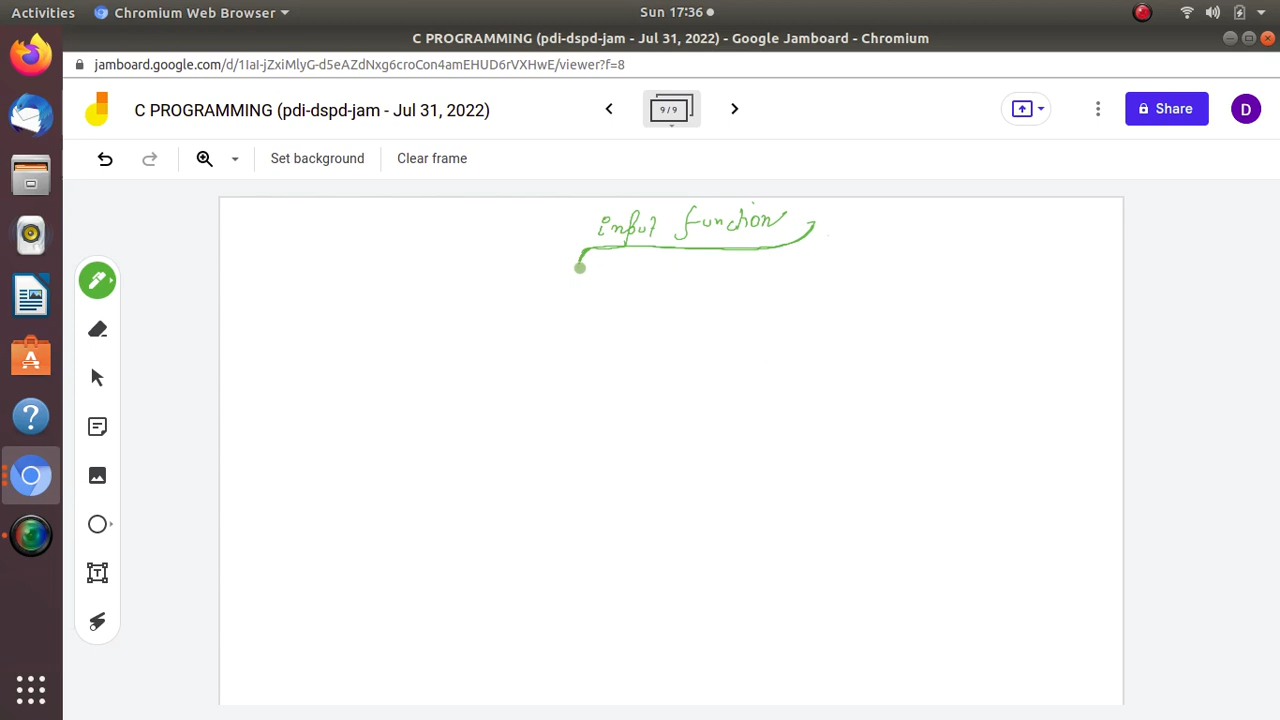 Activities Chromium Web Browser Sun 17:36
C PROGRAMMING (pdi-dspd-jam - Jul 31, 2022) - Google Jamboard - Chromium
jamboard.google.com/d/1IaI-jZxiMlyG-d5eAZdNxg6croCon4amEHUD6rVXHwE/viewer?f=8
C PROGRAMMING (pdi-dspd-jam - Jul 31, 2022) 9 / 9 Share D
Set background Clear frame
input function